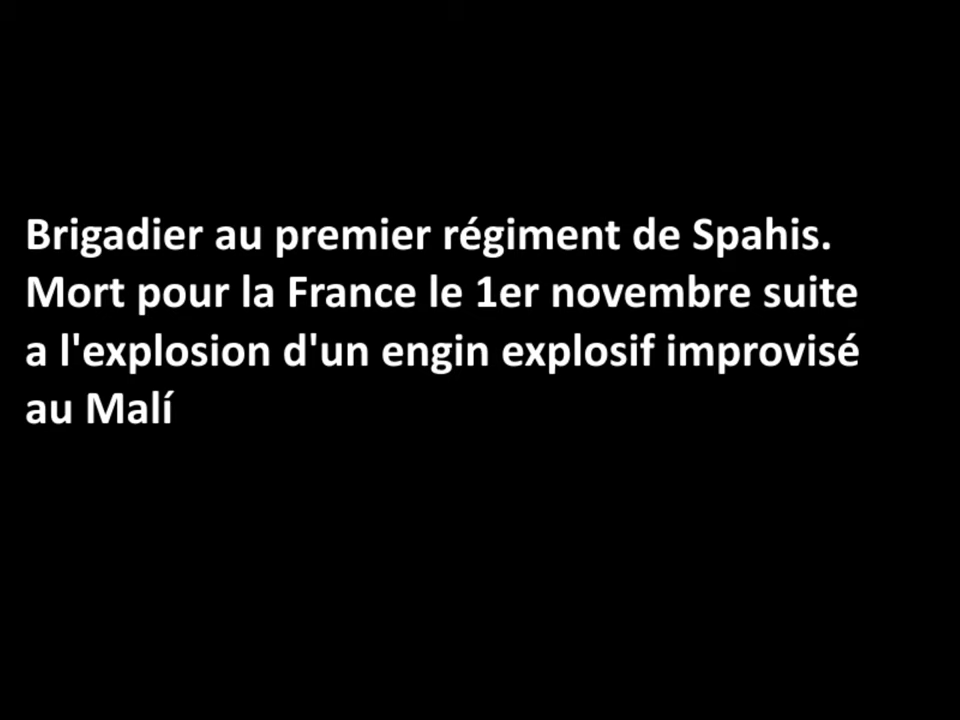 Brigadier au premier régiment de Spahis.
Mort pour la France le 1er novembre suite
a l'explosion d'un engin explosif improvisé
au Malí